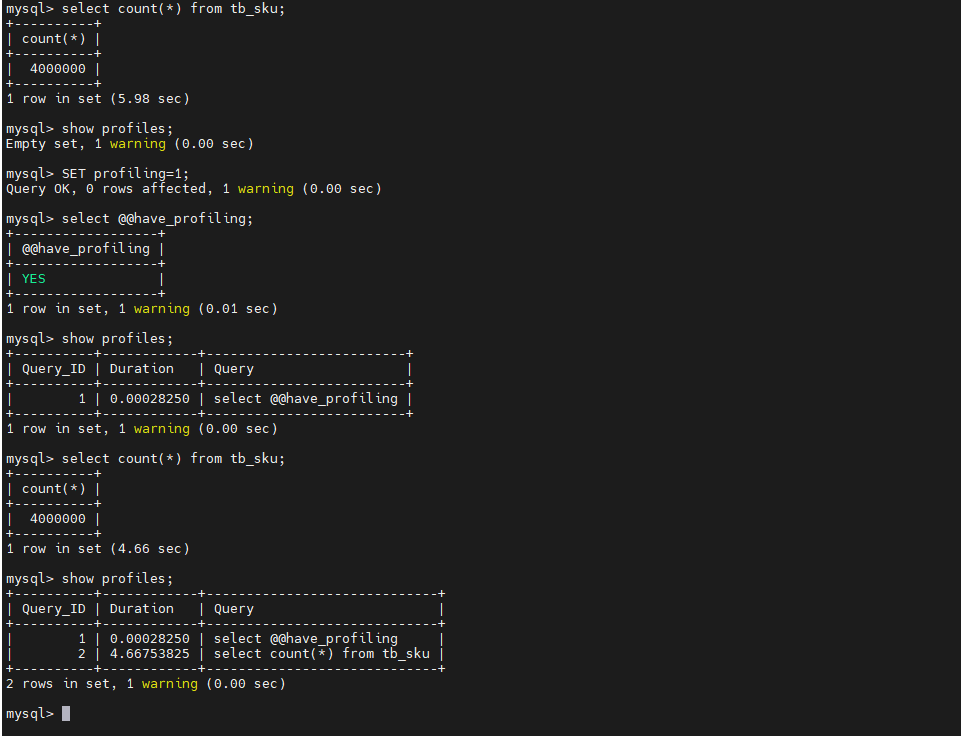 mysql> select count(*) from tb_sku;
+----------+
| count(*) |
+----------+
|  4000000 |
+----------+
1 row in set (5.98 sec)

mysql> show profiles;
Empty set, 1 warning (0.00 sec)

mysql> SET profiling=1;
Query OK, 0 rows affected, 1 warning (0.00 sec)

mysql> select @@have_profiling;
+------------------+
| @@have_profiling |
+------------------+
| YES              |
+------------------+
1 row in set, 1 warning (0.01 sec)

mysql> show profiles;
+----------+------------+-------------------------+
| Query_ID | Duration   | Query                   |
+----------+------------+-------------------------+
|        1 | 0.00028250 | select @@have_profiling |
+----------+------------+-------------------------+
1 row in set, 1 warning (0.00 sec)

mysql> select count(*) from tb_sku;
+----------+
| count(*) |
+----------+
|  4000000 |
+----------+
1 row in set (4.66 sec)

mysql> show profiles;
+----------+------------+-----------------------------+
| Query_ID | Duration   | Query                       |
+----------+------------+-----------------------------+
|        1 | 0.00028250 | select @@have_profiling     |
|        2 | 4.66753825 | select count(*) from tb_sku |
+----------+------------+-----------------------------+
2 rows in set, 1 warning (0.00 sec)

mysql>